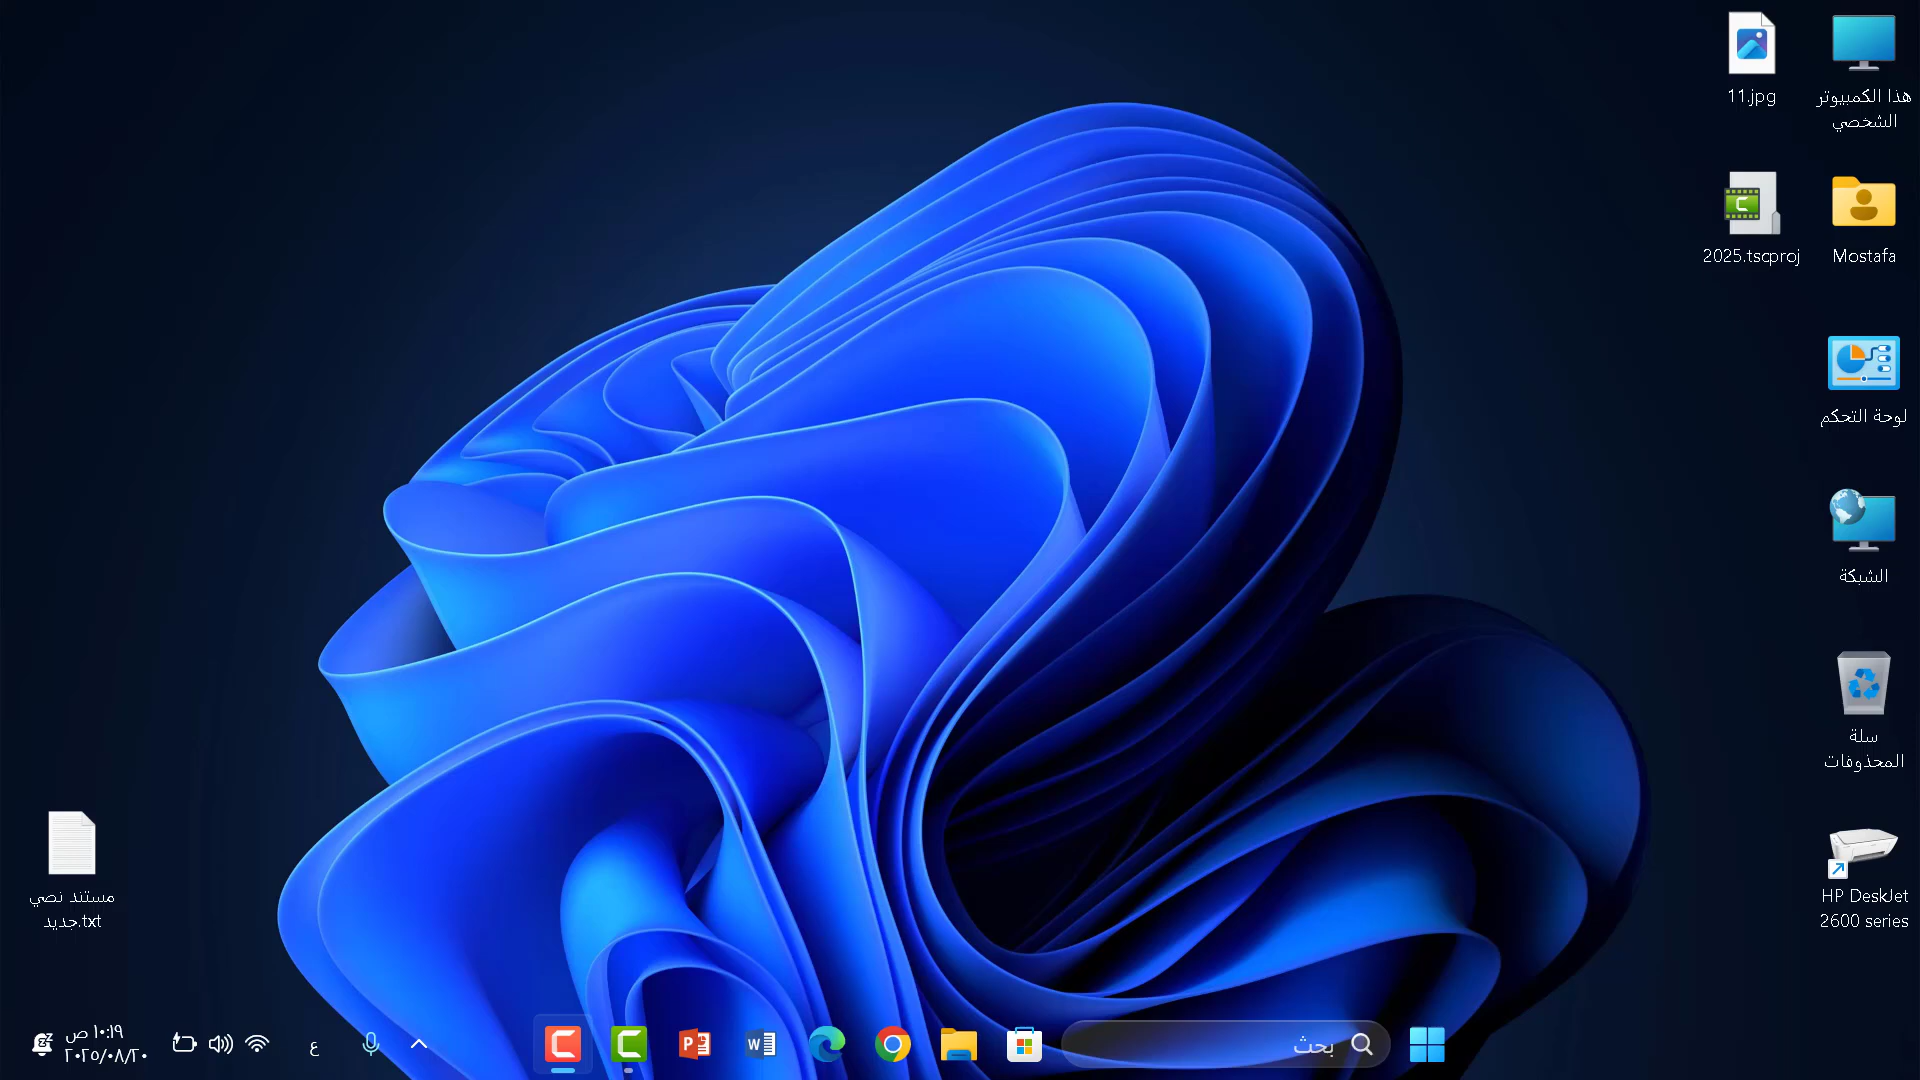 هذا الكمبيوتر
الشخصي
11.jpg
Mostafa
2025.tscproj
لوحة التحكم
الشبكة
سلة
المحذوفات
HP DeskJet
2600 series
مستند نصي
جديد.txt
بحث
ع
١٠:١٩ ص
٢٠٢٥/٠٨/٢٠